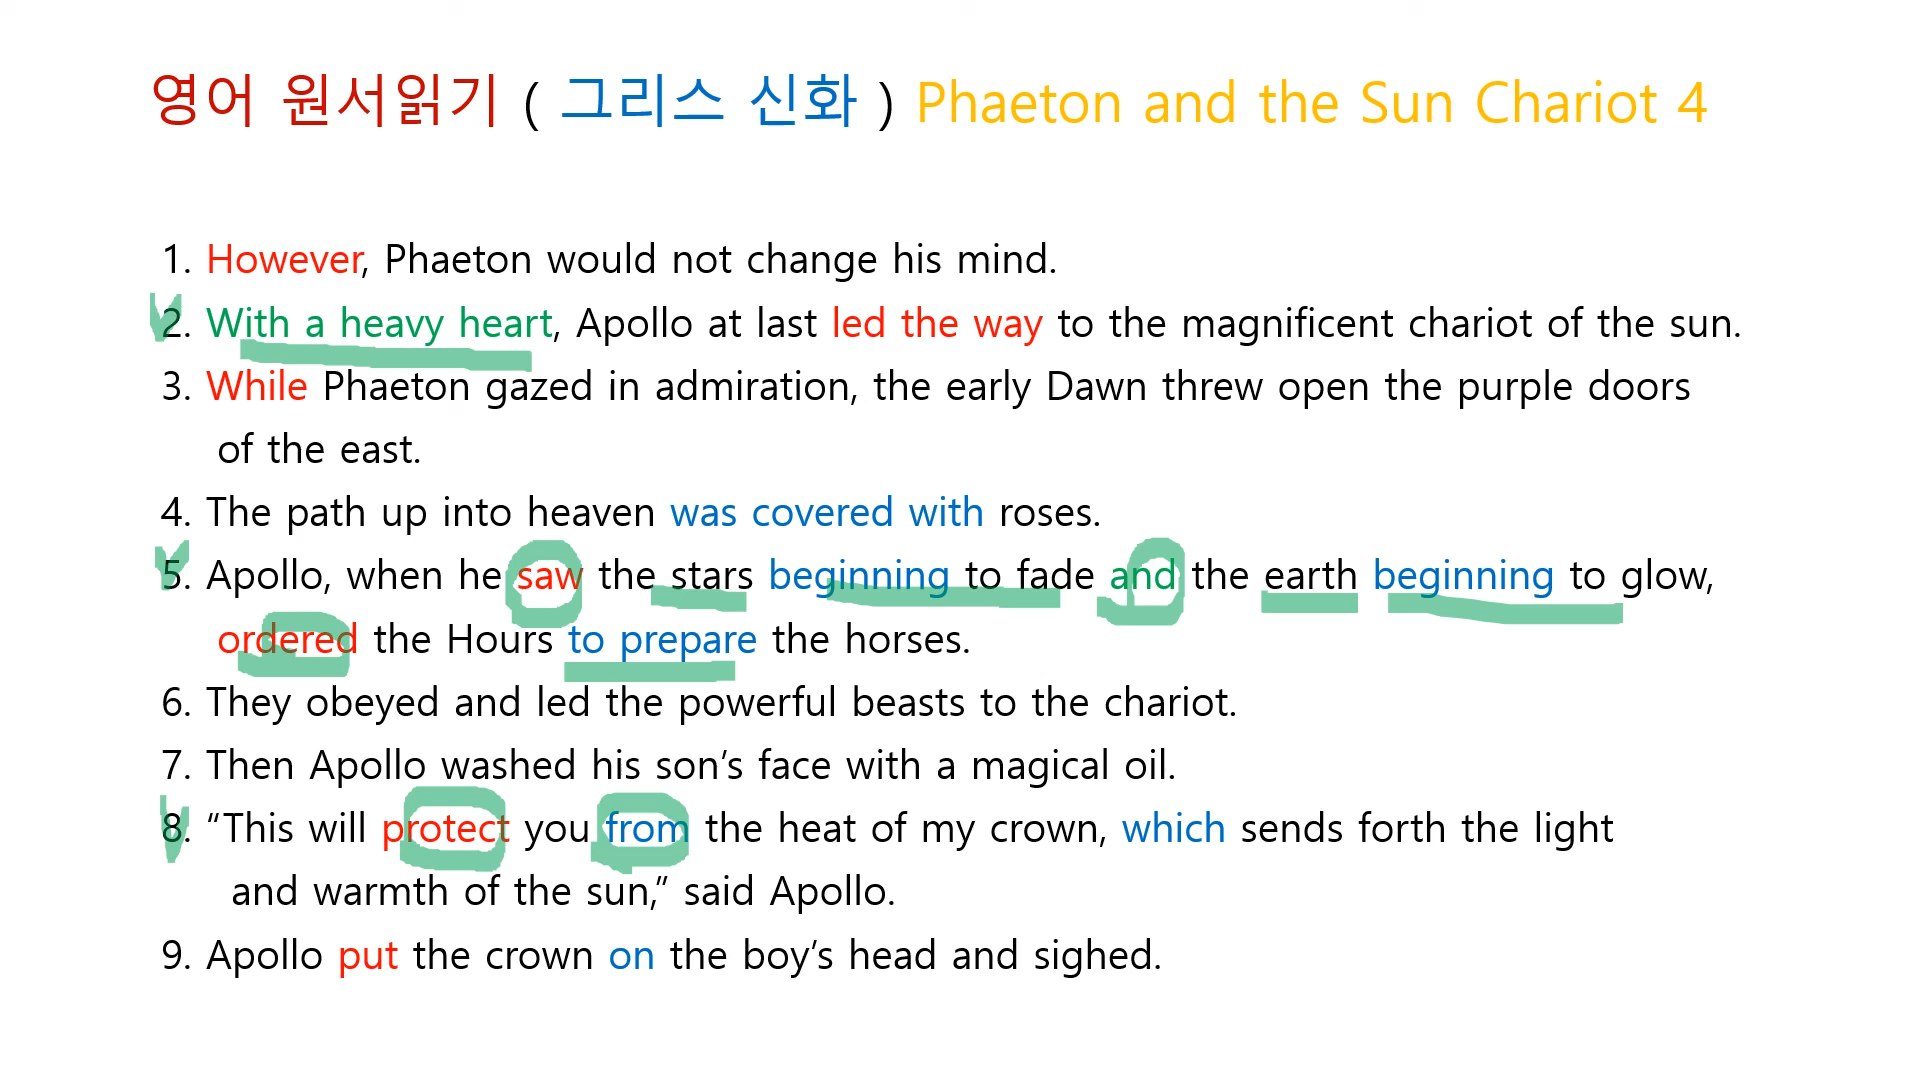 영어 원서읽기 ( 그리스 신화 ) Phaeton and the Sun Chariot 4
1. However, Phaeton would not change his mind.
2. With a heavy heart, Apollo at last led the way to the magnificent chariot of the sun.
3. While Phaeton gazed in admiration, the early Dawn threw open the purple doors
of the east.
4. The path up into heaven was covered with roses.
5. Apollo, when he saw the stars beginning to fade and the earth beginning to glow,
ordered the Hours to prepare the horses.
6. They obeyed and led the powerful beasts to the chariot.
7. Then Apollo washed his son’s face with a magical oil.
8. “This will protect you from the heat of my crown, which sends forth the light
and warmth of the sun,” said Apollo.
9. Apollo put the crown on the boy’s head and sighed.